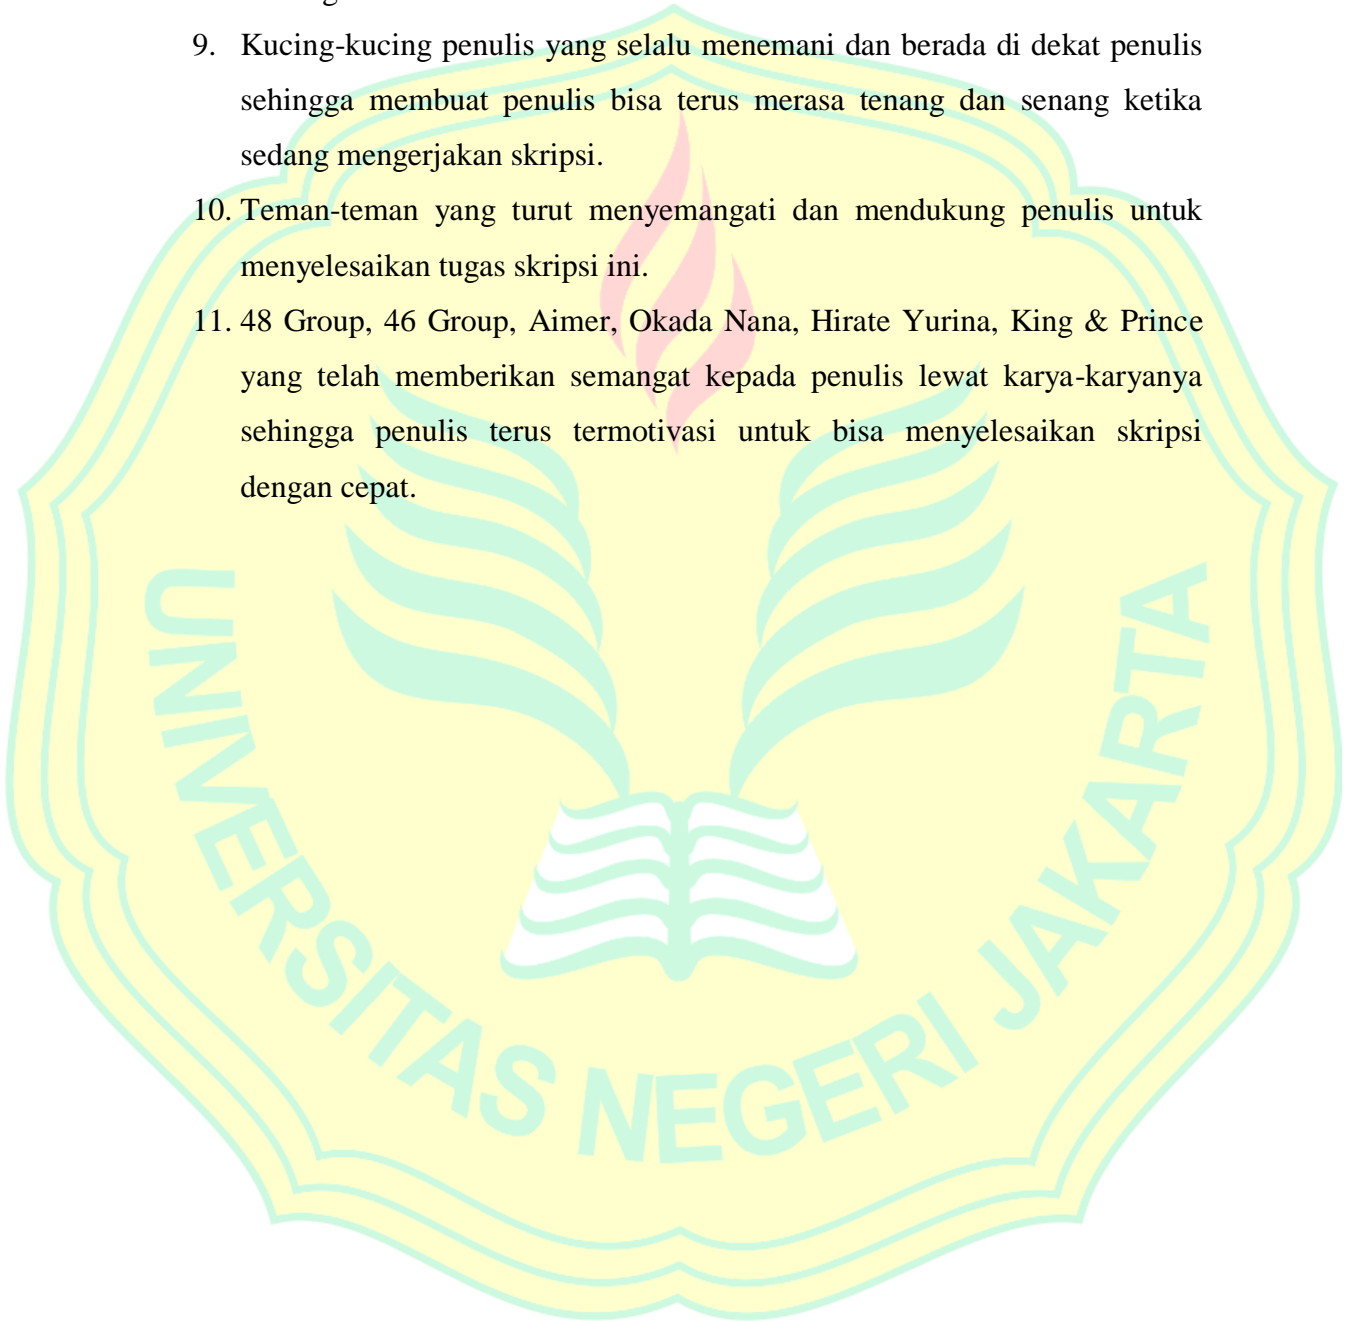 9. Kucing-kucing penulis yang selalu menemani dan berada di dekat penulis
sehingga membuat penulis bisa terus merasa tenang dan senang ketika
sedang mengerjakan skripsi.
10. Teman-teman yang turut menyemangati dan mendukung penulis untuk
menyelesaikan tugas skripsi ini.
11. 48 Group, 46 Group, Aimer, Okada Nana, Hirate Yurina, King & Prince
yang telah memberikan semangat kepada penulis lewat karya-karyanya
sehingga penulis terus termotivasi untuk bisa menyelesaikan skripsi
dengan cepat.
UNIVERSITAS NEGERI JAKARTA